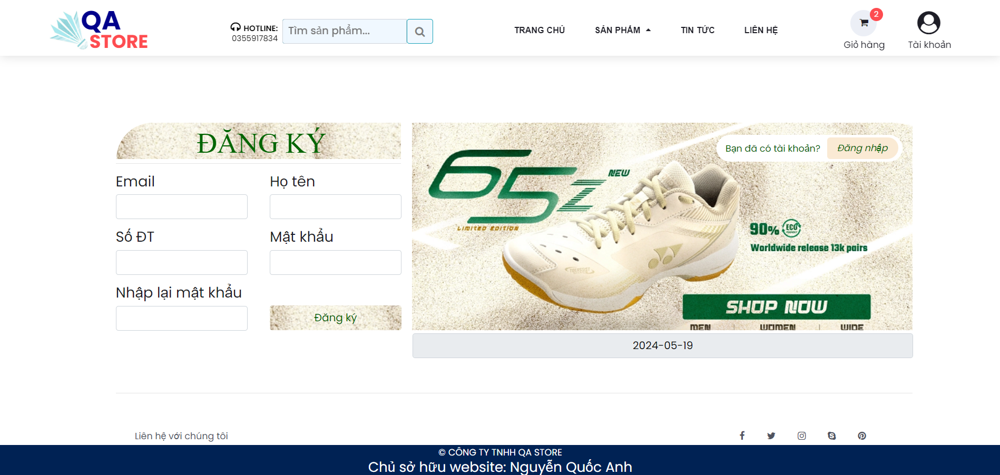 QA
STORE
HOTLINE:
0355917834
Tìm sản phẩm...
TRANG CHỦ
SẢN PHẨM
TIN TỨC
LIÊN HỆ
2
Giỏ hàng
Tài khoản
ĐĂNG KÝ
Email
Họ tên
Số ĐT
Mật khẩu
Nhập lại mật khẩu
Đăng ký
Bạn đã có tài khoản?
Đăng nhập
65Z
NEW
LIMITED EDITION
90% ECO
FRIENDLY
Worldwide release 13k pairs
SHOP NOW
MEN | WOMEN | WIDE
2024-05-19
Liên hệ với chúng tôi
© CÔNG TY TNHH QA STORE
Chủ sở hữu website: Nguyễn Quốc Anh